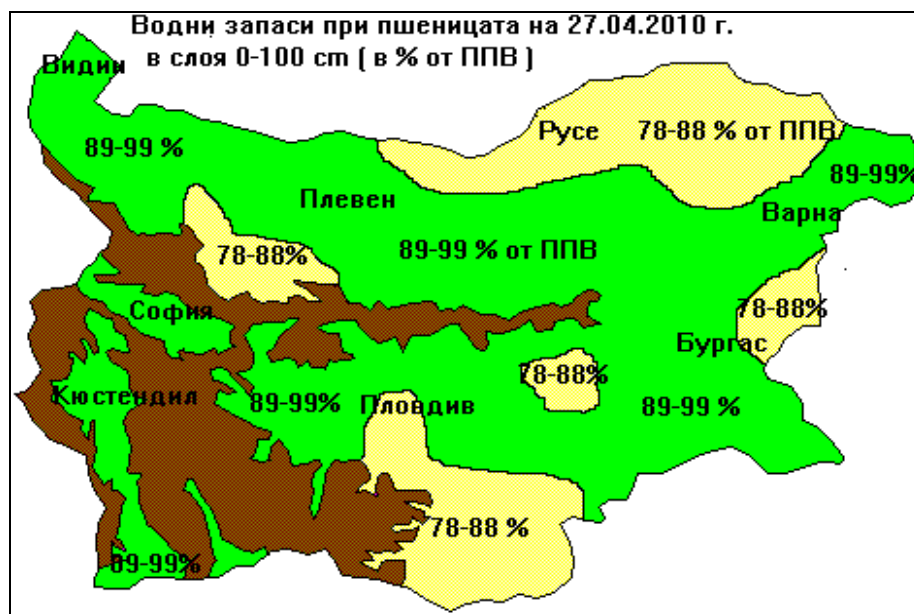 Водни запаси при пшеницата на 27.04.2010 г.
в слоя 0-100 cm ( в % от ППВ )
Видин
Русе
78-88 % от ППВ
89-99 %
89-99%
Плевен
Варна
78-88%
89-99 % от ППВ
София
78-88%
Бургас
78-88%
Кюстендил
89-99%
Пловдив
89-99 %
78-88 %
89-99%